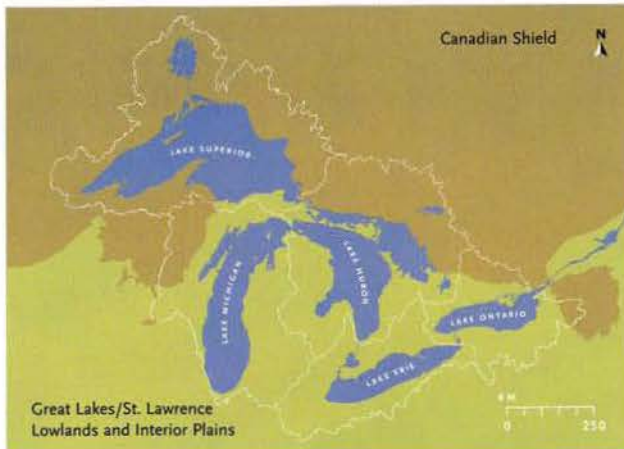 Canadian Shield
N
LAKE SUPERIOR
LAKE MICHIGAN
LAKE HURON
LAKE ONTARIO
LAKE ERIE
Great Lakes/St. Lawrence
Lowlands and Interior Plains
KM
0 250